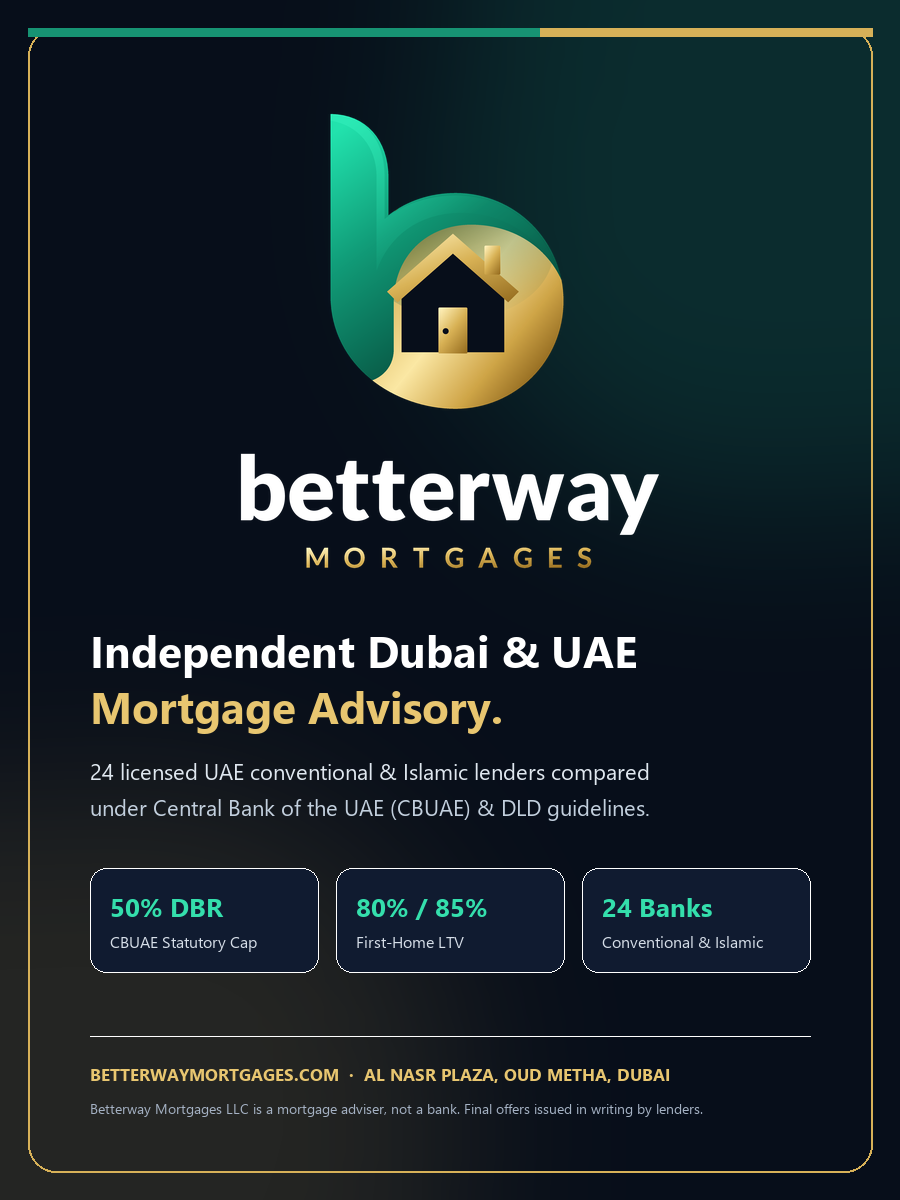 betterway
MORTGAGES
Independent Dubai & UAE
Mortgage Advisory.
24 licensed UAE conventional & Islamic lenders compared
under Central Bank of the UAE (CBUAE) & DLD guidelines.
50% DBR
CBUAE Statutory Cap
80% / 85%
First-Home LTV
24 Banks
Conventional & Islamic
BETTERWAYMORTGAGES.COM · AL NASR PLAZA, OUD METHA, DUBAI
Betterway Mortgages LLC is a mortgage adviser, not a bank. Final offers issued in writing by lenders.